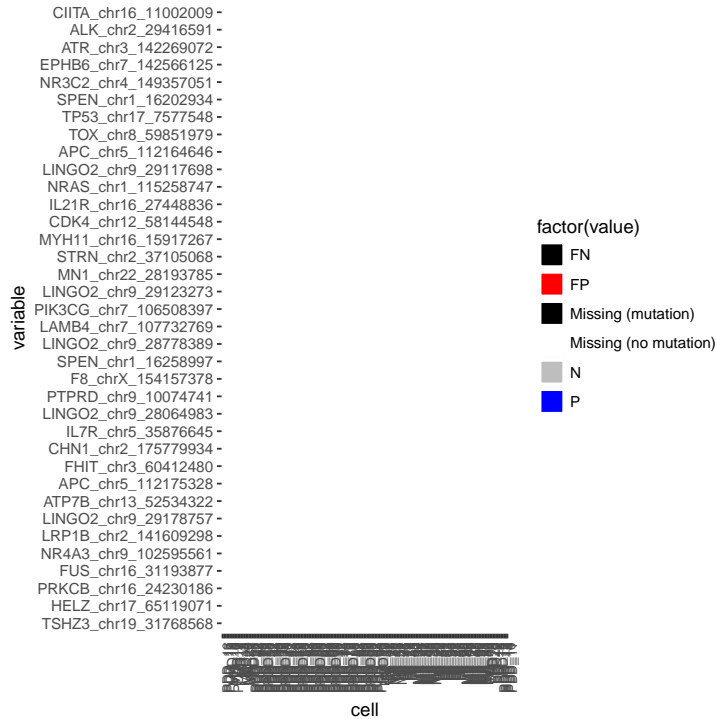 CIITA_chr16_11002009
ALK_chr2_29416591
ATR_chr3_142269072
EPHB6_chr7_142566125
NR3C2_chr4_149357051
SPEN_chr1_16202934
TP53_chr17_7577548
TOX_chr8_59851979
APC_chr5_112164646
LINGO2_chr9_29117698
NRAS_chr1_115258747
IL21R_chr16_27448836
CDK4_chr12_58144548
MYH11_chr16_15917267
STRN_chr2_37105068
MN1_chr22_28193785
LINGO2_chr9_29123273
PIK3CG_chr7_106508397
LAMB4_chr7_107732769
LINGO2_chr9_28778389
SPEN_chr1_16258997
F8_chrX_154157378
PTPRD_chr9_10074741
LINGO2_chr9_28064983
IL7R_chr5_35876645
CHN1_chr2_175779934
FHIT_chr3_60412480
APC_chr5_112175328
ATP7B_chr13_52534322
LINGO2_chr9_29178757
LRP1B_chr2_141609298
NR4A3_chr9_102595561
FUS_chr16_31193877
PRKCB_chr16_24230186
HELZ_chr17_65119071
TSHZ3_chr19_31768568
variable
cell
factor(value)
FN
FP
Missing (mutation)
Missing (no mutation)
N
P